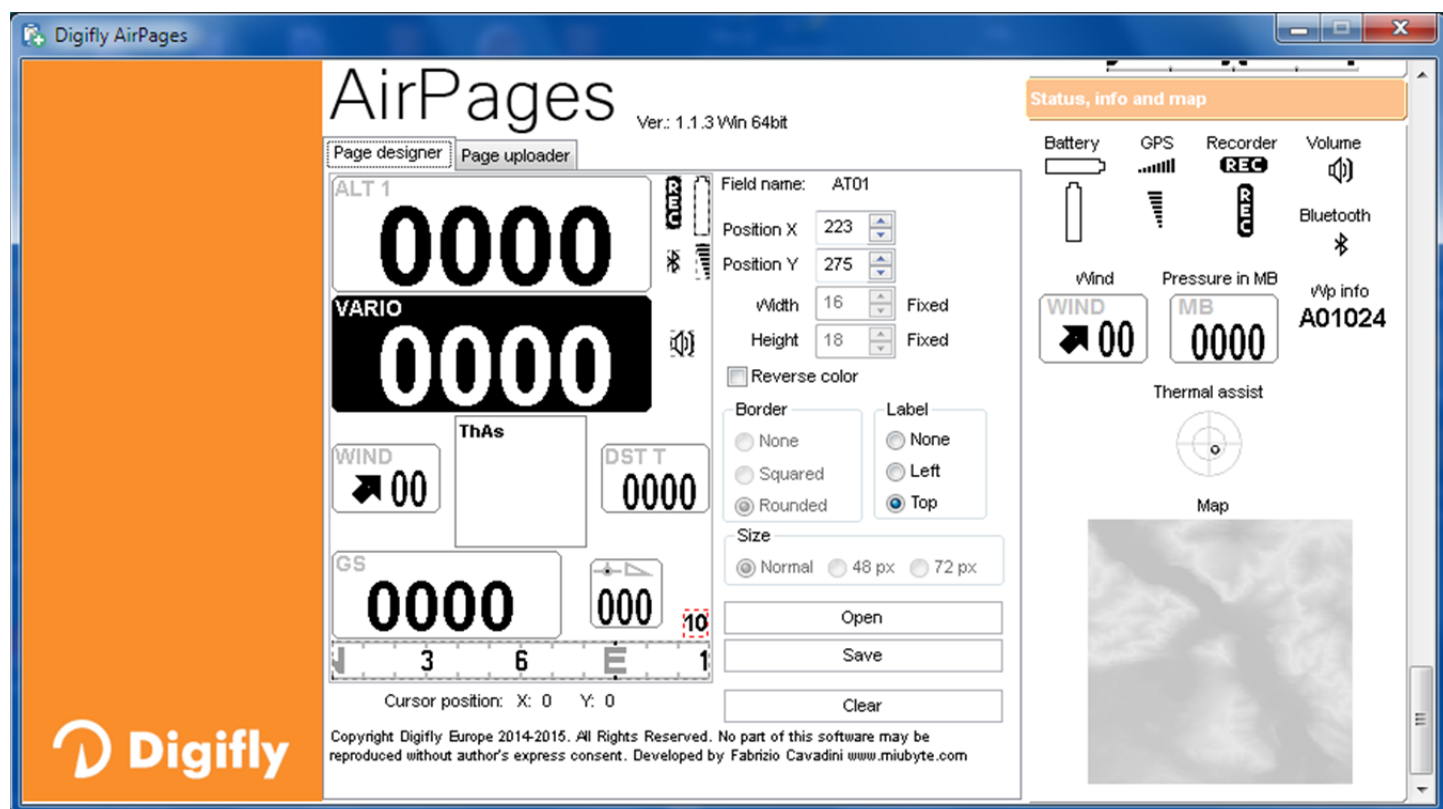 Digifly AirPages
AirPages
Ver.: 1.1.3 Win 64bit
Page designer
Page uploader
ALT 1
0000
REC
VARIO
0000
ThAs
WIND
00
DST T
0000
GS
0000
000
10
3 6 E 1
Cursor position: X: 0 Y: 0
Field name: AT01
Position X 223
Position Y 275
Width 16 Fixed
Height 18 Fixed
Reverse color
Border
None
Squared
Rounded
Label
None
Left
Top
Size
Normal 48 px 72 px
Open
Save
Clear
Copyright Digifly Europe 2014-2015. All Rights Reserved. No part of this software may be
reproduced without author's express consent. Developed by Fabrizio Cavadini www.miubyte.com
Digifly
Status, info and map
Battery GPS Recorder Volume
REC
REC
Bluetooth
Wind Pressure in MB Wp info
WIND
00
MB
0000
A01024
Thermal assist
Map